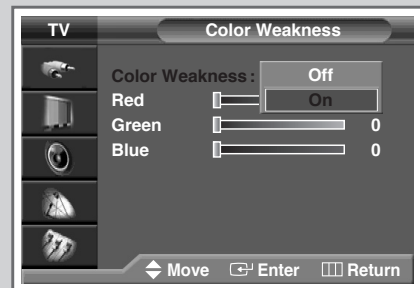 TV Color Weakness
Color Weakness : Off
Red On
Green 0
Blue 0
Move Enter Return